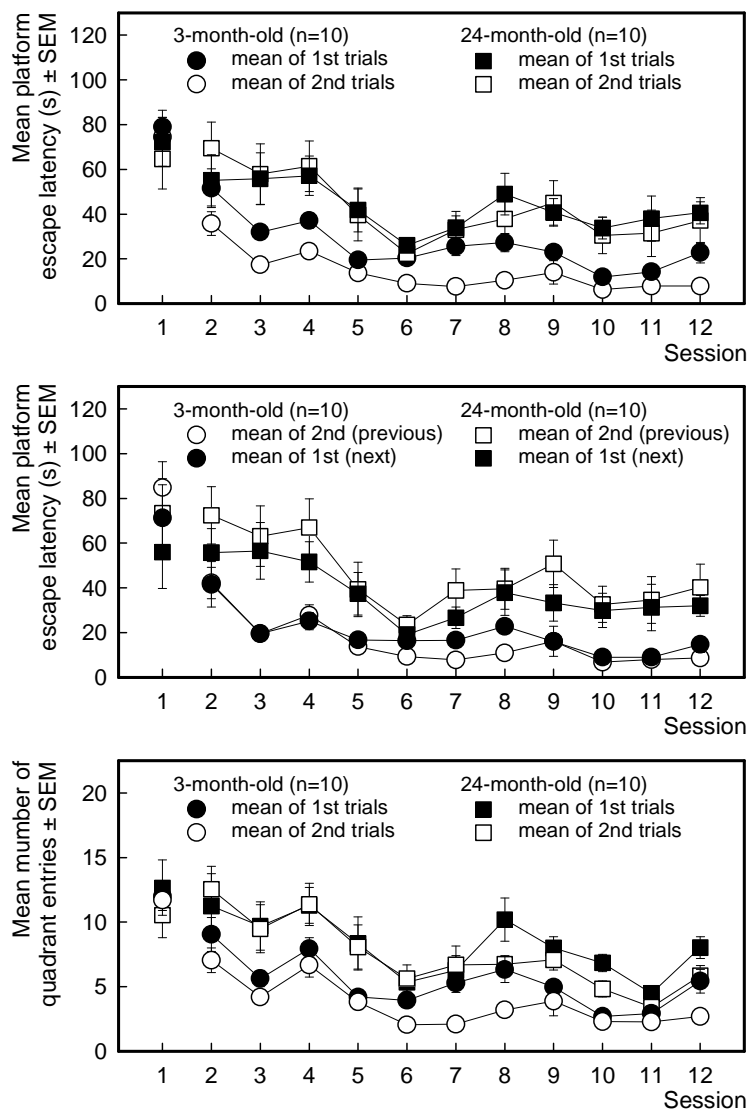 Mean platform
escape latency (s) ± SEM
120
100
80
60
40
20
0
3-month-old (n=10)
mean of 1st trials
mean of 2nd trials
24-month-old (n=10)
mean of 1st trials
mean of 2nd trials
1 2 3 4 5 6 7 8 9 10 11 12
Session
Mean platform
escape latency (s) ± SEM
120
100
80
60
40
20
0
3-month-old (n=10)
mean of 2nd (previous)
mean of 1st (next)
24-month-old (n=10)
mean of 2nd (previous)
mean of 1st (next)
1 2 3 4 5 6 7 8 9 10 11 12
Session
Mean mumber of
quadrant entries ± SEM
20
15
10
5
0
3-month-old (n=10)
mean of 1st trials
mean of 2nd trials
24-month-old (n=10)
mean of 1st trials
mean of 2nd trials
1 2 3 4 5 6 7 8 9 10 11 12
Session